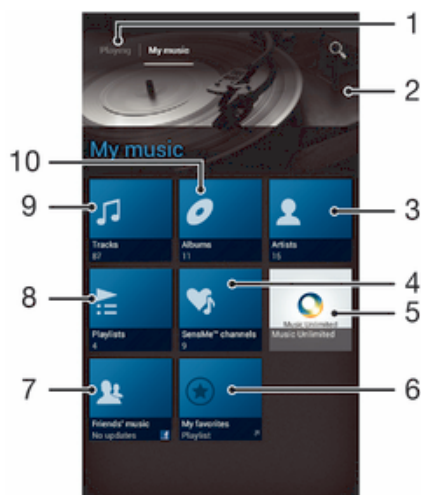 1
Playing | My music
2
10
My music
9
Tracks
87
Albums
11
Artists
15
3
8
Playlists
4
SensMe™ channels
9
4
Music Unlimited
Music Unlimited
5
7
Friends' music
No updates
f
My favorites
Playlist
6